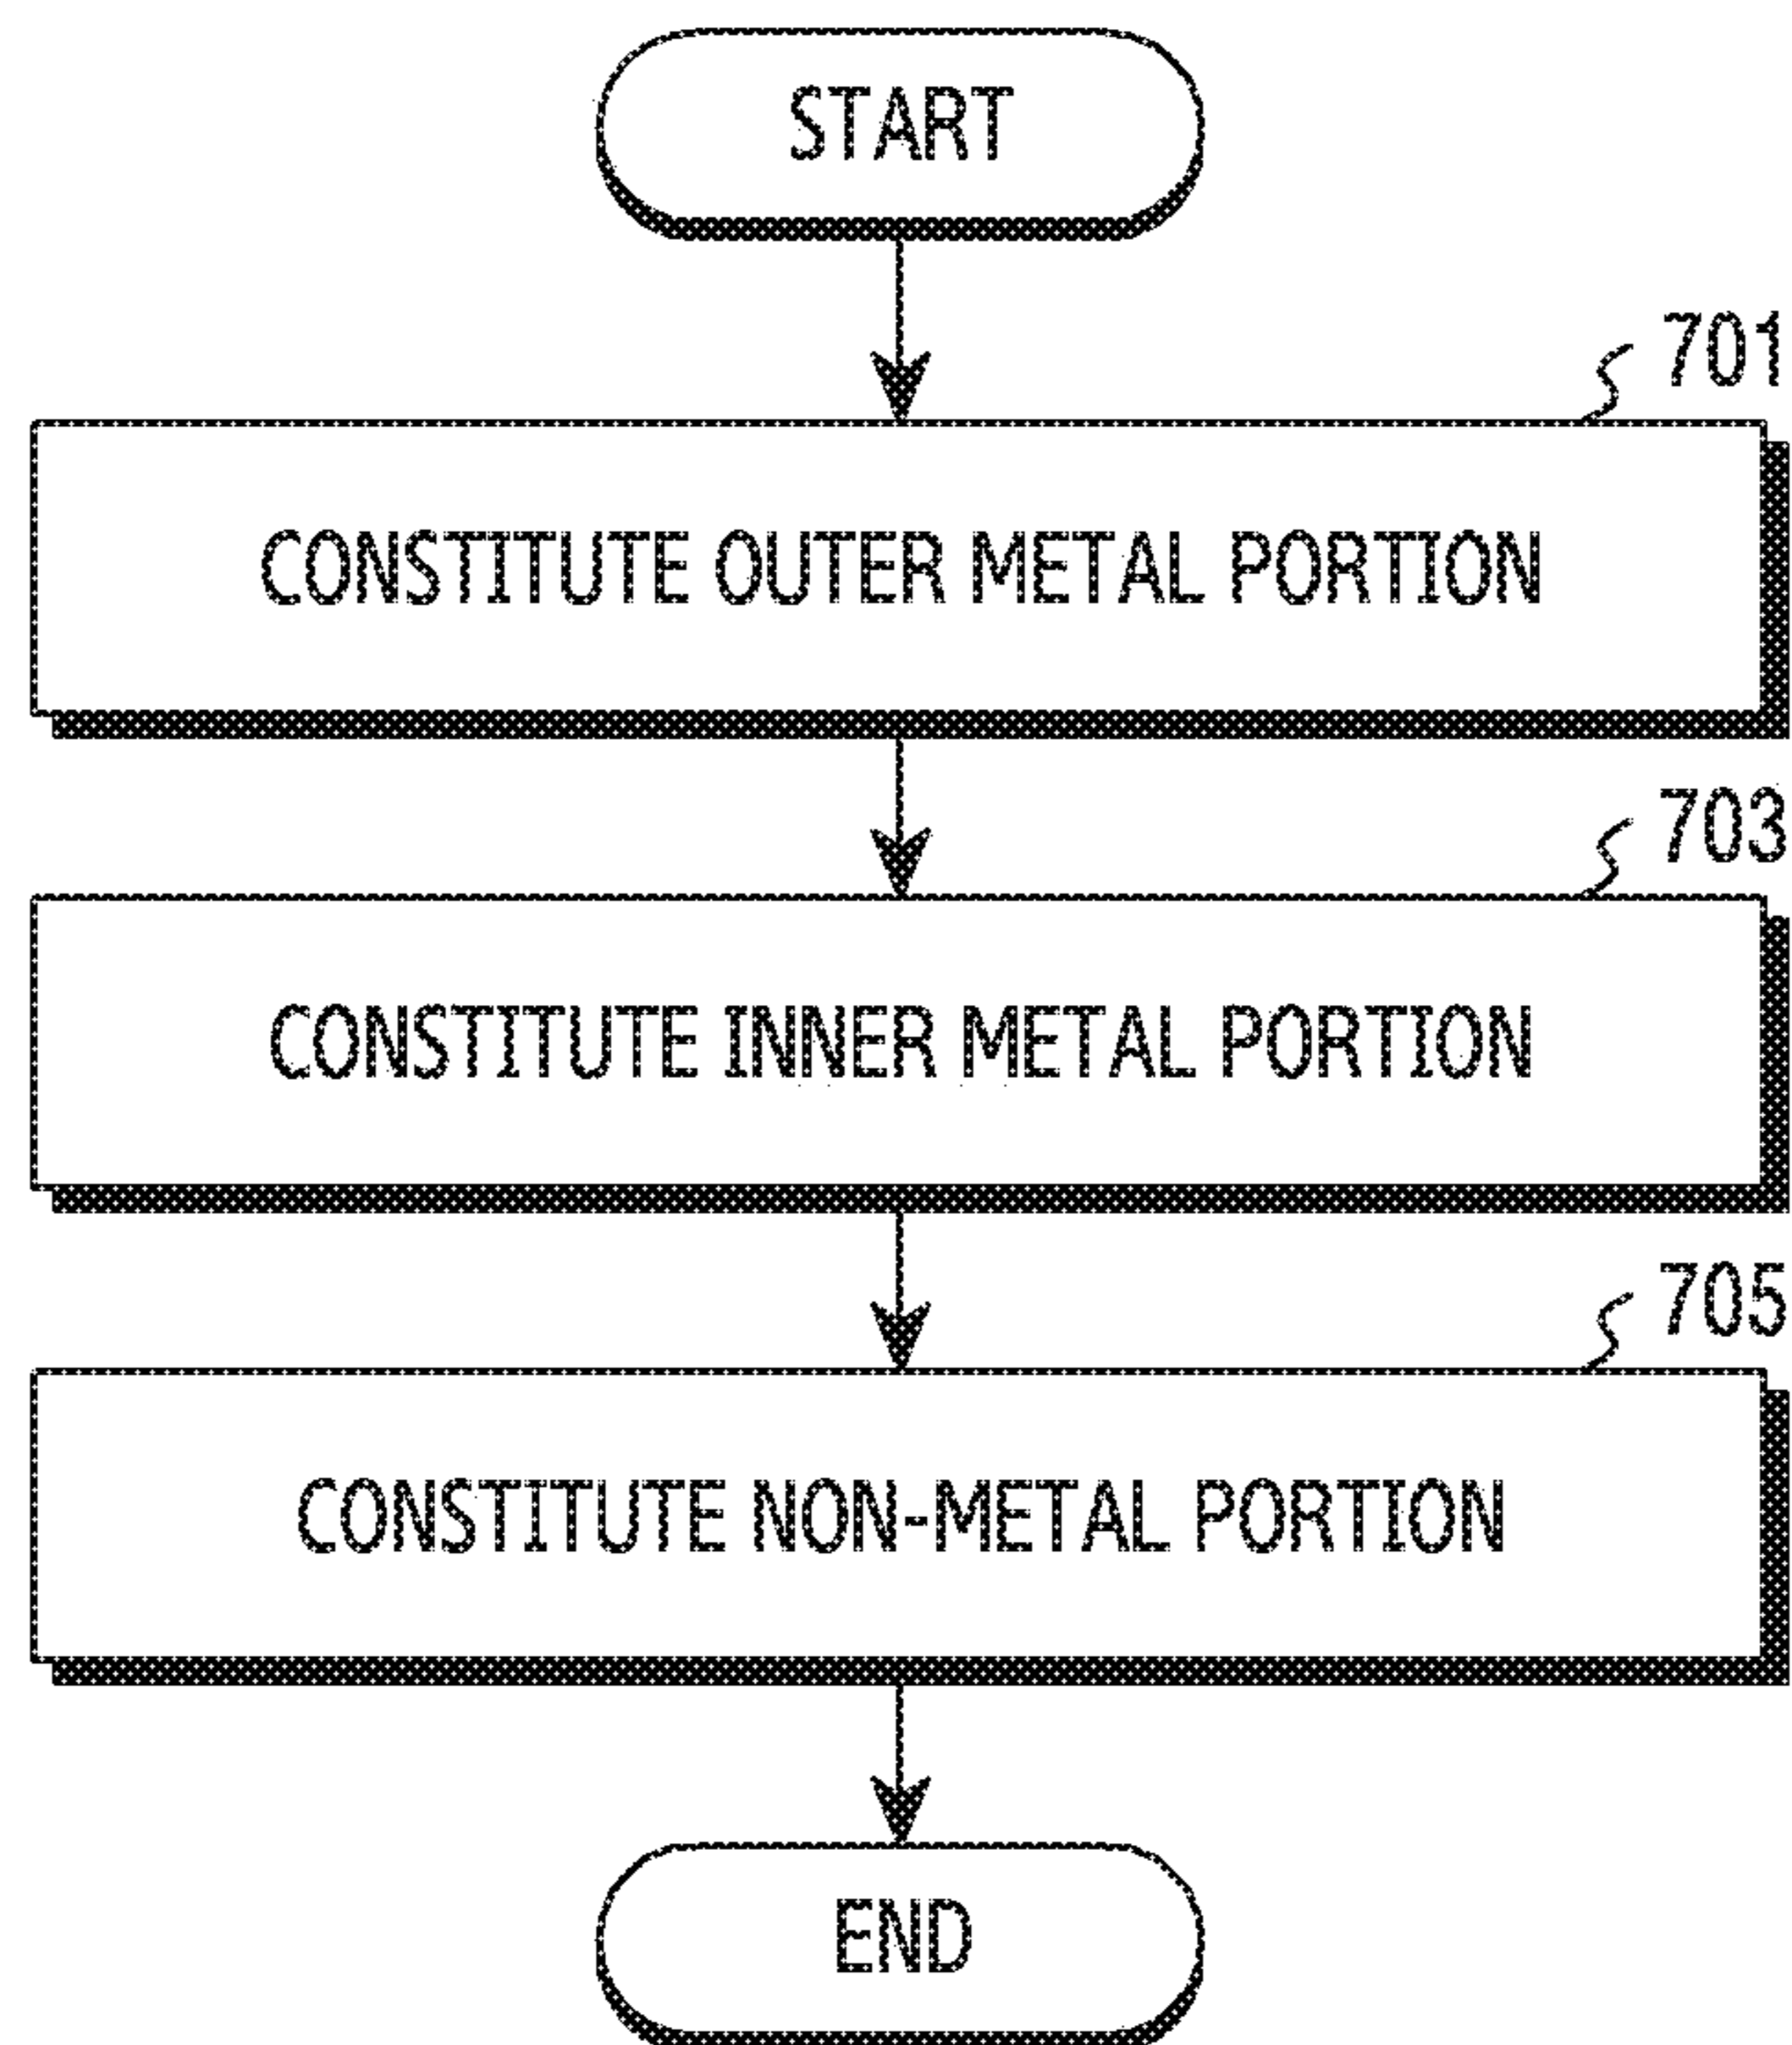 START
701
CONSTITUTE OUTER METAL PORTION
703
CONSTITUTE INNER METAL PORTION
705
CONSTITUTE NON-METAL PORTION
END